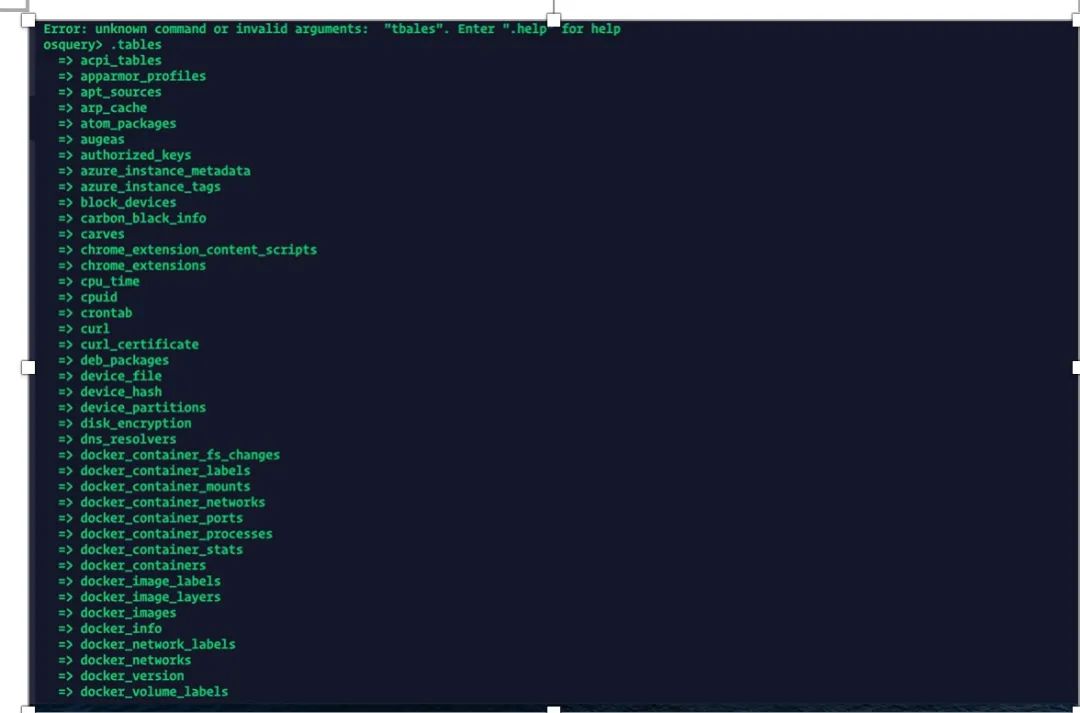 Error: unknown command or invalid arguments:  "tbales". Enter ".help" for help
osquery> .tables
  => acpi_tables
  => apparmor_profiles
  => apt_sources
  => arp_cache
  => atom_packages
  => augeas
  => authorized_keys
  => azure_instance_metadata
  => azure_instance_tags
  => block_devices
  => carbon_black_info
  => carves
  => chrome_extension_content_scripts
  => chrome_extensions
  => cpu_time
  => cpuid
  => crontab
  => curl
  => curl_certificate
  => deb_packages
  => device_file
  => device_hash
  => device_partitions
  => disk_encryption
  => dns_resolvers
  => docker_container_fs_changes
  => docker_container_labels
  => docker_container_mounts
  => docker_container_networks
  => docker_container_ports
  => docker_container_processes
  => docker_container_stats
  => docker_containers
  => docker_image_labels
  => docker_image_layers
  => docker_images
  => docker_info
  => docker_network_labels
  => docker_networks
  => docker_version
  => docker_volume_labels